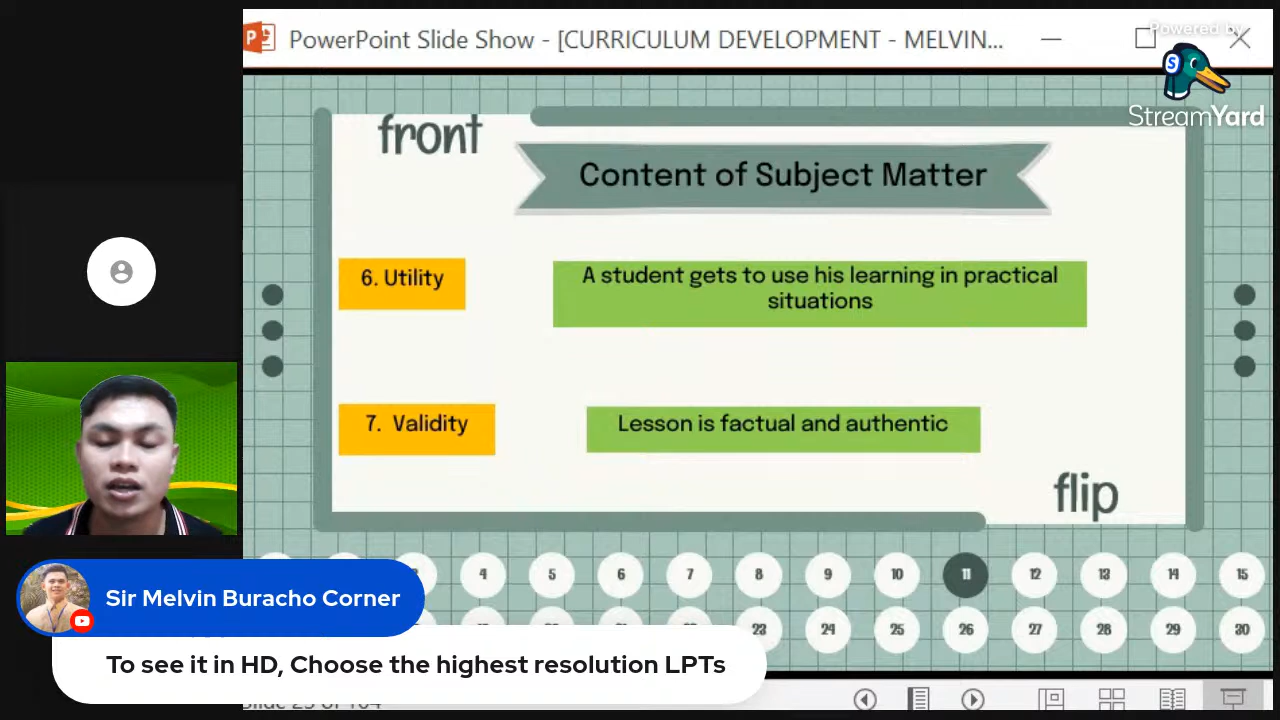 PowerPoint Slide Show - [CURRICULUM DEVELOPMENT - MELVIN...
Powered by
StreamYard
front
Content of Subject Matter
6. Utility
A student gets to use his learning in practical
situations
7. Validity
Lesson is factual and authentic
flip
4 5 6 7 8 9 10 11 12 13 14 15
23 24 25 26 27 28 29 30
Sir Melvin Buracho Corner
To see it in HD, Choose the highest resolution LPTs